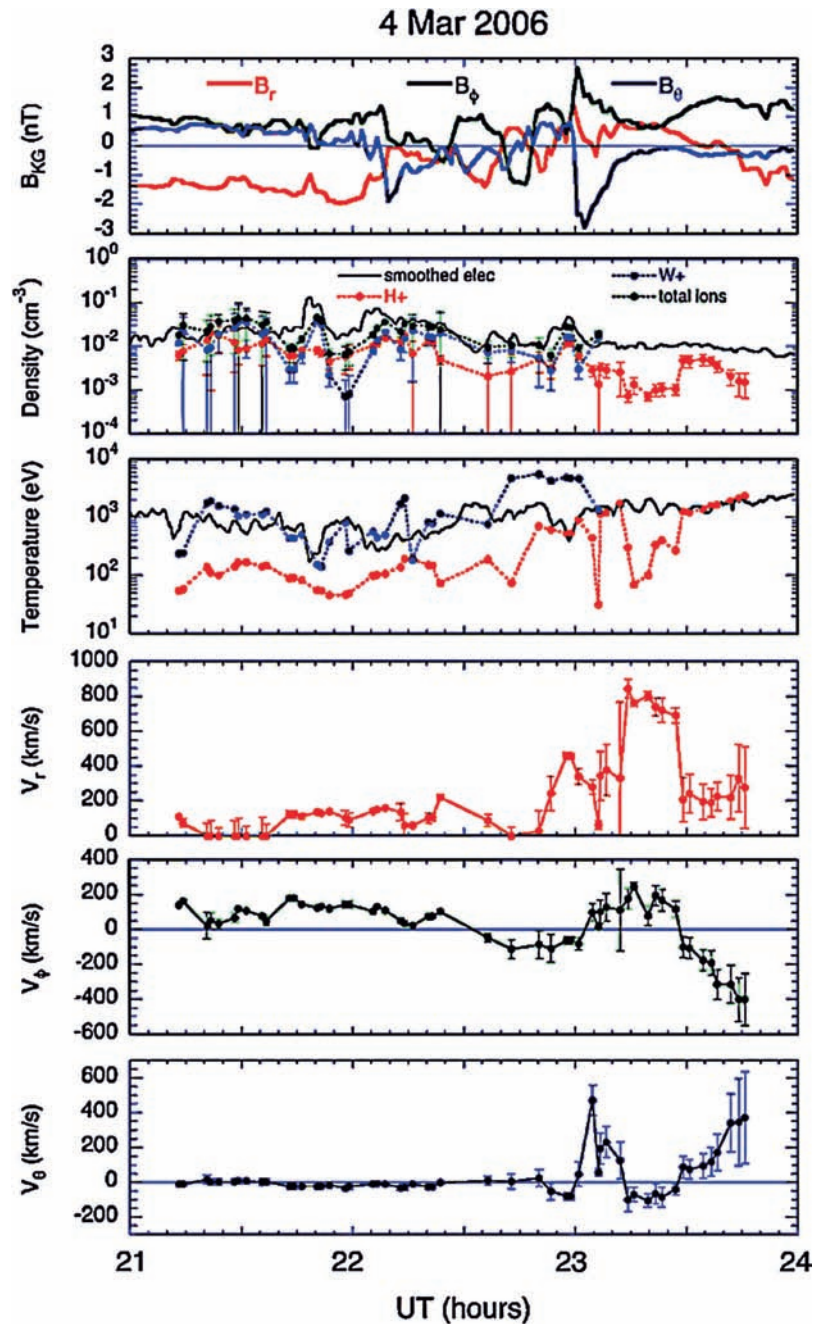 4 Mar 2006
B_r B_ϕ B_θ
B_KG (nT)
3
2
1
0
-1
-2
-3
smoothed elec W+
H+ total ions
Density (cm⁻³)
10⁰
10⁻¹
10⁻²
10⁻³
10⁻⁴
Temperature (eV)
10⁴
10³
10²
10¹
V_r (km/s)
1000
800
600
400
200
0
V_ϕ (km/s)
400
200
0
-200
-400
-600
V_θ (km/s)
600
400
200
0
-200
21 22 23 24
UT (hours)